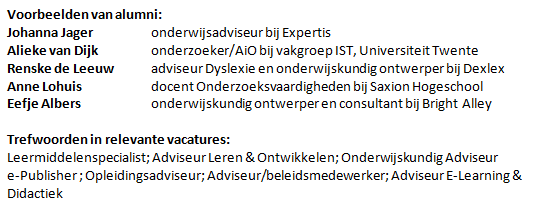 Voorbeelden van alumni:
Johanna Jager onderwijsadviseur bij Expertis
Alieke van Dijk onderzoeker/AiO bij vakgroep IST, Universiteit Twente
Renske de Leeuw adviseur Dyslexie en onderwijskundig ontwerper bij Dexlex
Anne Lohuis docent Onderzoeksvaardigheden bij Saxion Hogeschool
Eefje Albers onderwijskundig ontwerper en consultant bij Bright Alley
Trefwoorden in relevante vacatures:
Leermiddelenspecialist; Adviseur Leren & Ontwikkelen; Onderwijskundig Adviseur
e-Publisher ; Opleidingsadviseur; Adviseur/beleidsmedewerker; Adviseur E-Learning &
Didactiek